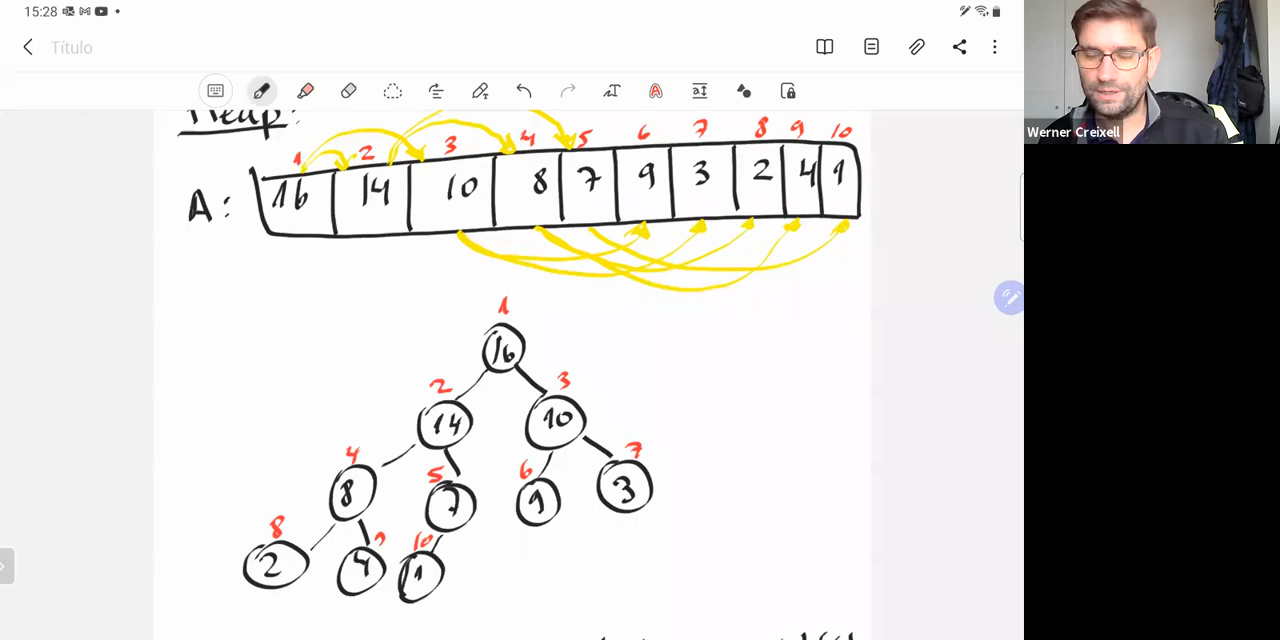 15:28
Título
Heap:
1 2 3 4 5 6 7 8 9 10
A: 16 14 10 8 7 9 3 2 4 1
Werner Creixell
1
16
2 3
14 10
4 5 6 7
8 7 9 3
8 9 10
2 4 1